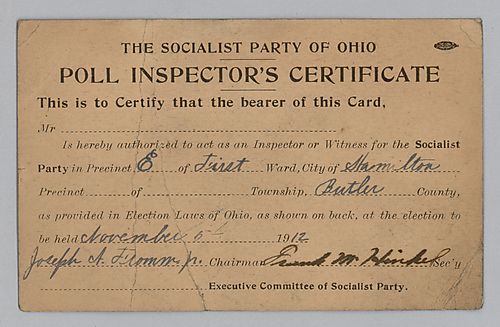 THE SOCIALIST PARTY OF OHIO
POLL INSPECTOR'S CERTIFICATE
This is to Certify that the bearer of this Card,
Mr
Is hereby authorized to act as an Inspector or Witness for the Socialist
Party in Precinct E of First Ward, City of Hamilton
Precinct of Township, Butler County,
as provided in Election Laws of Ohio, as shown on back, at the election to
be held November 5th 1912
Joseph A. Fromm jr. Chairman Frank M. Hinkel Sec'y
Executive Committee of Socialist Party.